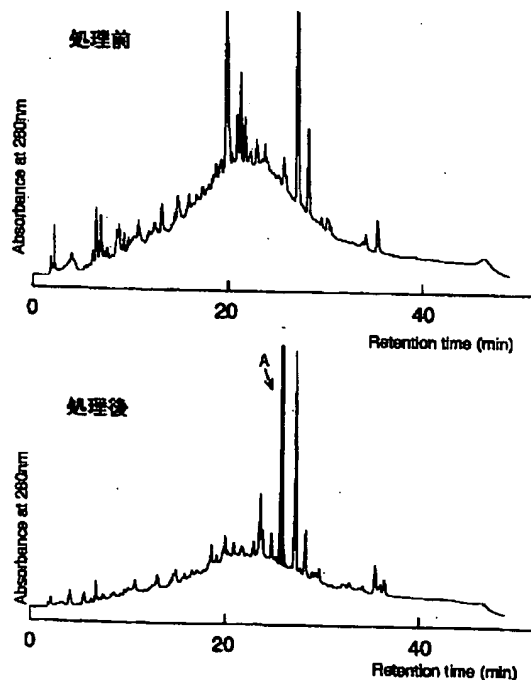 処理前
Absorbance at 280nm
0 20 40
Retention time (min)
A
処理後
Absorbance at 280nm
0 20 40
Retention time (min)